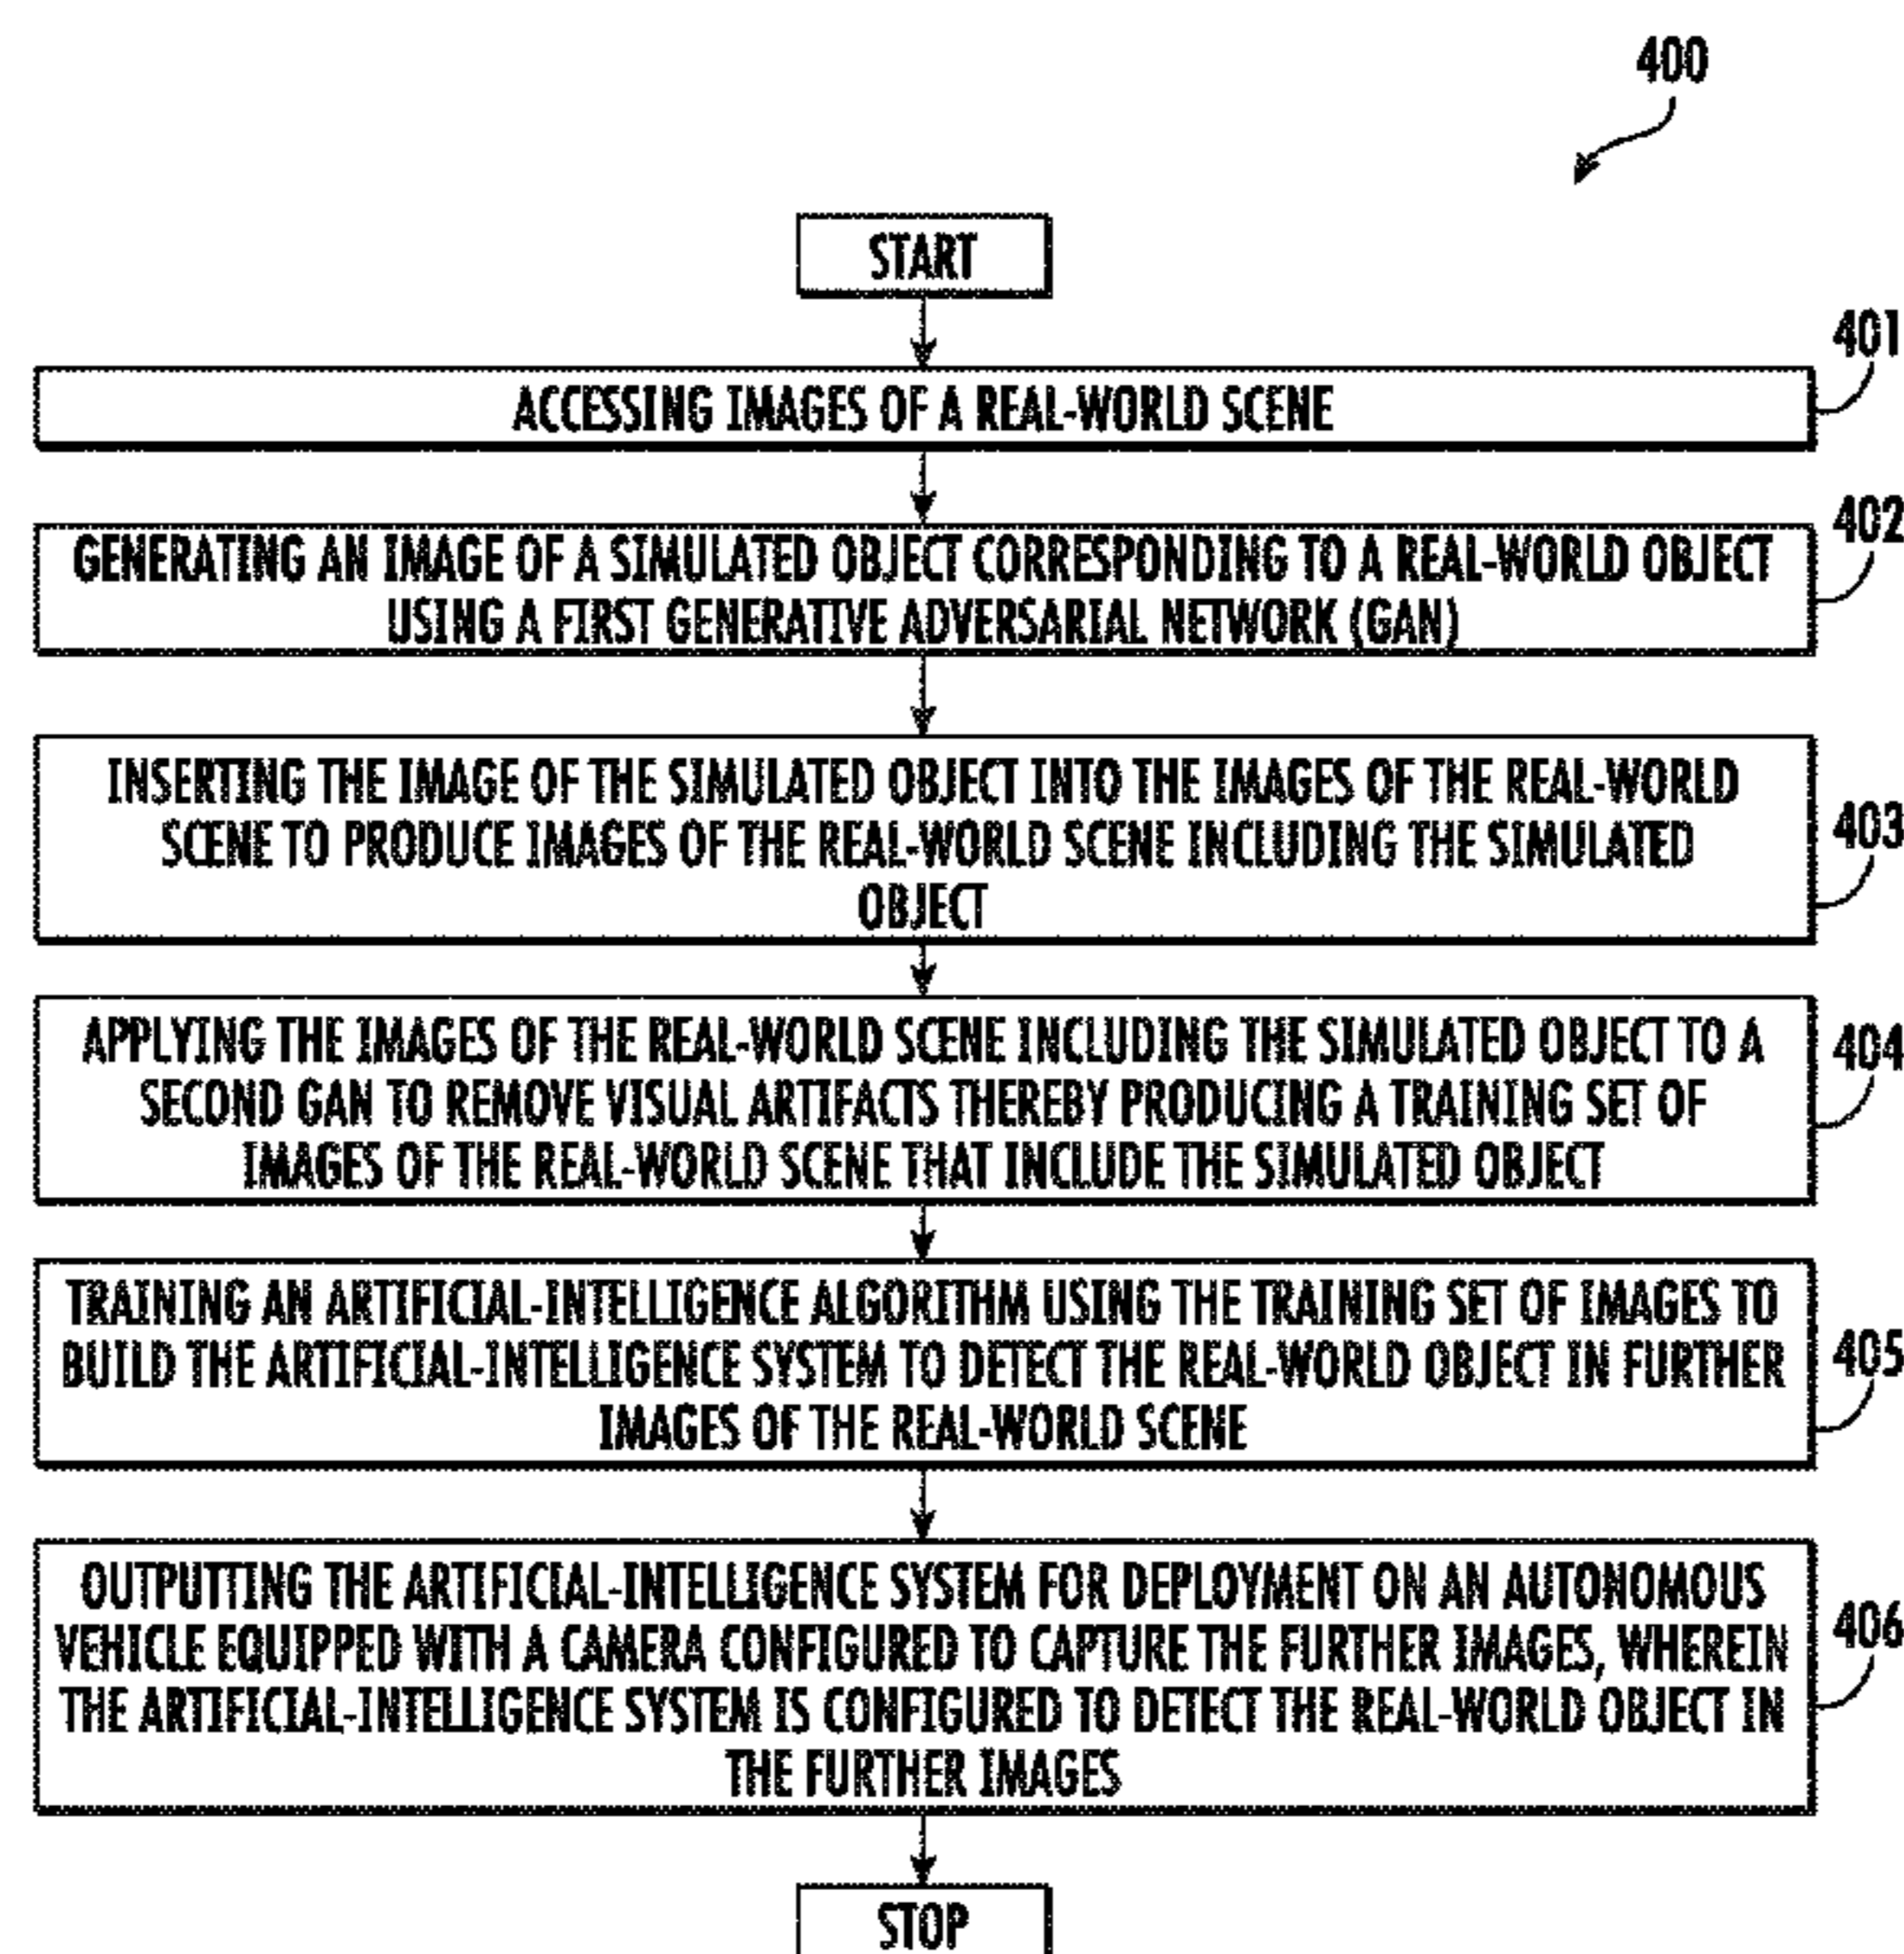 400
START
401
ACCESSING IMAGES OF A REAL-WORLD SCENE
402
GENERATING AN IMAGE OF A SIMULATED OBJECT CORRESPONDING TO A REAL-WORLD OBJECT
USING A FIRST GENERATIVE ADVERSARIAL NETWORK (GAN)
403
INSERTING THE IMAGE OF THE SIMULATED OBJECT INTO THE IMAGES OF THE REAL-WORLD
SCENE TO PRODUCE IMAGES OF THE REAL-WORLD SCENE INCLUDING THE SIMULATED
OBJECT
404
APPLYING THE IMAGES OF THE REAL-WORLD SCENE INCLUDING THE SIMULATED OBJECT TO A
SECOND GAN TO REMOVE VISUAL ARTIFACTS THEREBY PRODUCING A TRAINING SET OF
IMAGES OF THE REAL-WORLD SCENE THAT INCLUDE THE SIMULATED OBJECT
405
TRAINING AN ARTIFICIAL-INTELLIGENCE ALGORITHM USING THE TRAINING SET OF IMAGES TO
BUILD THE ARTIFICIAL-INTELLIGENCE SYSTEM TO DETECT THE REAL-WORLD OBJECT IN FURTHER
IMAGES OF THE REAL-WORLD SCENE
406
OUTPUTTING THE ARTIFICIAL-INTELLIGENCE SYSTEM FOR DEPLOYMENT ON AN AUTONOMOUS
VEHICLE EQUIPPED WITH A CAMERA CONFIGURED TO CAPTURE THE FURTHER IMAGES, WHEREIN
THE ARTIFICIAL-INTELLIGENCE SYSTEM IS CONFIGURED TO DETECT THE REAL-WORLD OBJECT IN
THE FURTHER IMAGES
STOP